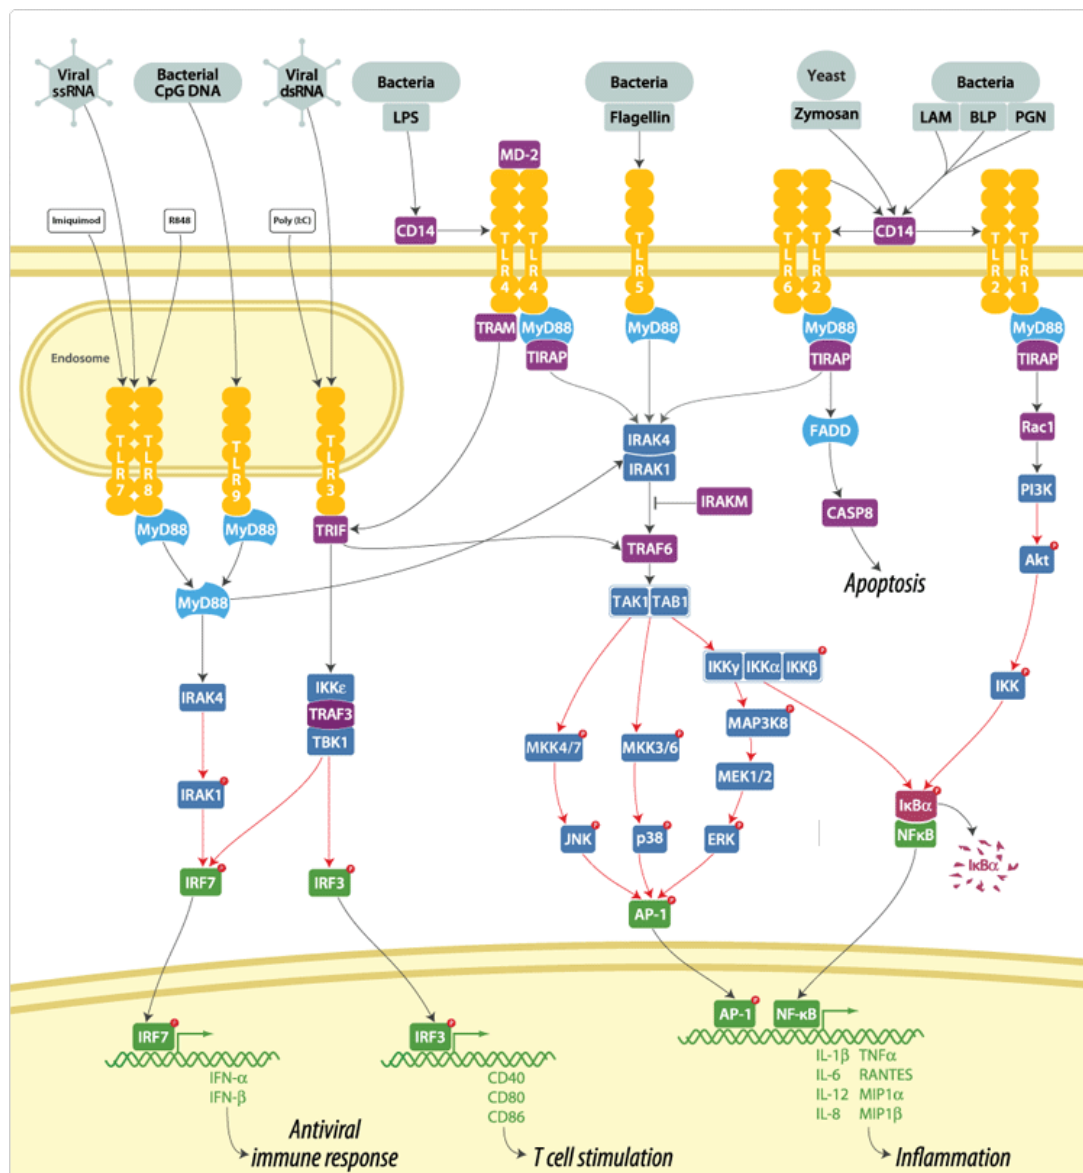 Viral
ssRNA
Bacterial
CpG DNA
Viral
dsRNA
Bacteria
LPS
Bacteria
Flagellin
Yeast
Zymosan
Bacteria
LAM
BLP
PGN
MD-2
Imiquimod
R848
Poly (I:C)
CD14
CD14
TLR4
TLR4
TLR5
TLR6
TLR2
TLR2
TLR1
TRAM
MyD88
TIRAP
MyD88
MyD88
TIRAP
MyD88
TIRAP
Endosome
TLR7
TLR8
TLR9
TLR3
MyD88
MyD88
TRIF
IRAK4
IRAK1
FADD
Rac1
IRAKM
CASP8
PI3K
TRAF6
Akt
Apoptosis
MyD88
TAK1
TAB1
IRAK4
IKKε
TRAF3
TBK1
IKKγ
IKKα
IKKβ
P
IKK
P
MAP3K8
P
MKK4/7
P
MKK3/6
P
MEK1/2
IRAK1
P
JNK
P
p38
P
ERK
P
IκBα
P
NFκB
IκBα
IRF7
P
IRF3
P
AP-1
P
P
IRF7
P
IRF3
P
AP-1
P
NF-κB
IFN-α
IFN-β
CD40
CD80
CD86
IL-1β TNFα
IL-6 RANTES
IL-12 MIP1α
IL-8 MIP1β
Antiviral
immune response
T cell stimulation
Inflammation